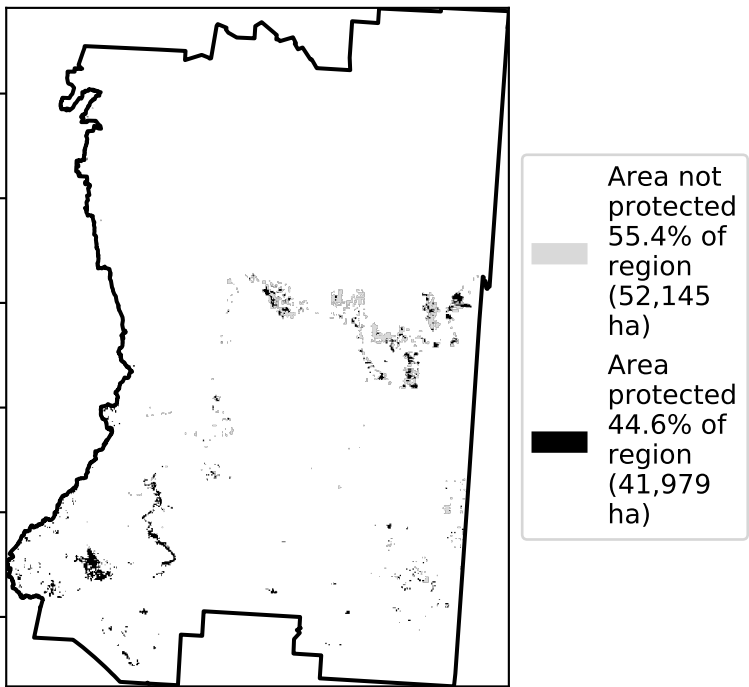 Area not
protected
55.4% of
region
(52,145
ha)
Area
protected
44.6% of
region
(41,979
ha)